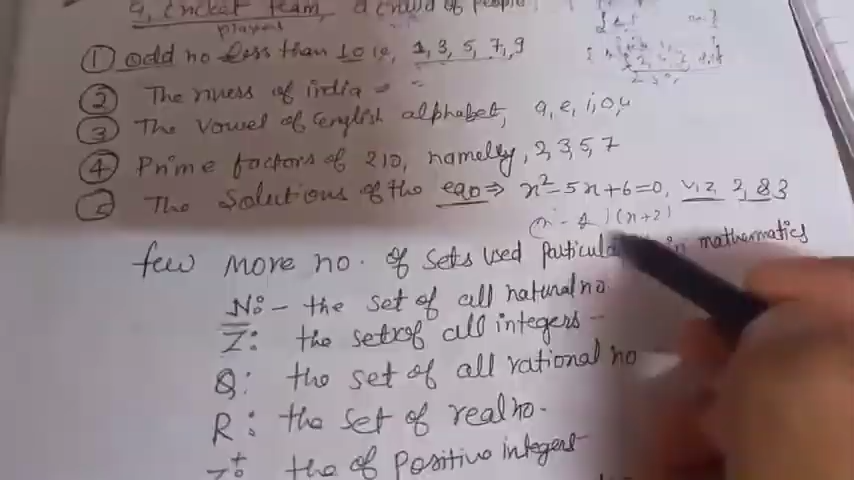 9, cricket team, a crowd of people,
players
① odd no less than 10 ie, 1, 3, 5, 7, 9
② The rivers of india = =
③ The vowel of English alphabet, a, e, i, o, u
④ Prime factors of 210, namely, 2, 3, 5, 7
⑤ The Solutions of the eqn ⇒ x²-5x+6=0, viz, 2, & 3
few more no. of sets used in mathematics
N:- the set of all natural no.
Z: the set of all integers -
Q: the set of all rational no
R: the set of real no.
Z⁺ the of Positive integers